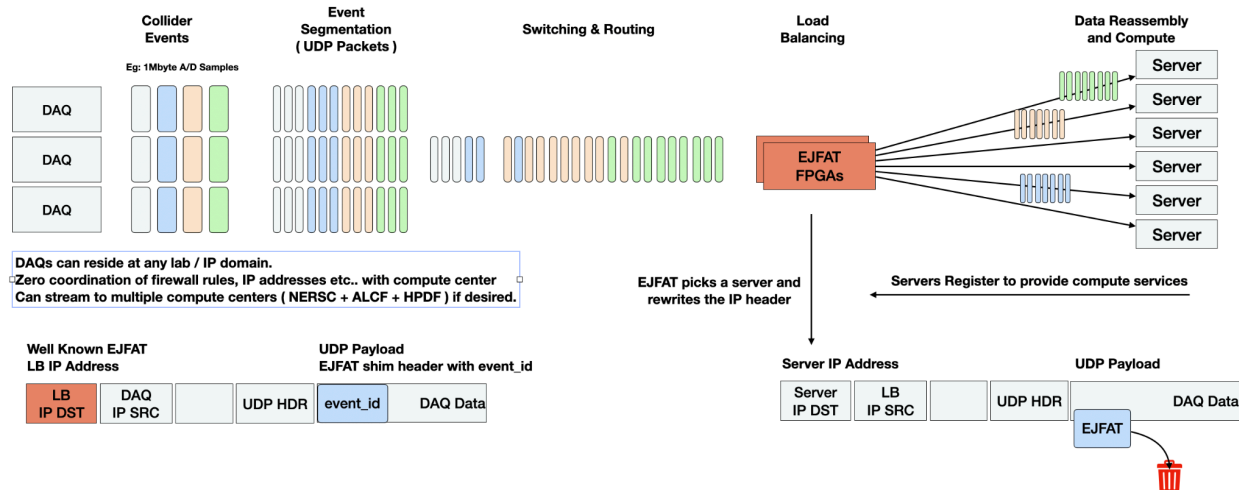 Collider
Events
Event
Segmentation
( UDP Packets )
Switching & Routing
Load
Balancing
Data Reassembly
and Compute
Eg: 1Mbyte A/D Samples
DAQ
DAQ
DAQ
EJFAT
FPGAs
Server
Server
Server
Server
Server
Server
DAQs can reside at any lab / IP domain.
Zero coordination of firewall rules, IP addresses etc.. with compute center
Can stream to multiple compute centers ( NERSC + ALCF + HPDF ) if desired.
EJFAT picks a server and
rewrites the IP header
Servers Register to provide compute services
Well Known EJFAT
LB IP Address
UDP Payload
EJFAT shim header with event_id
LB
IP DST
DAQ
IP SRC
UDP HDR
event_id
DAQ Data
Server IP Address
UDP Payload
Server
IP DST
LB
IP SRC
UDP HDR
DAQ Data
EJFAT